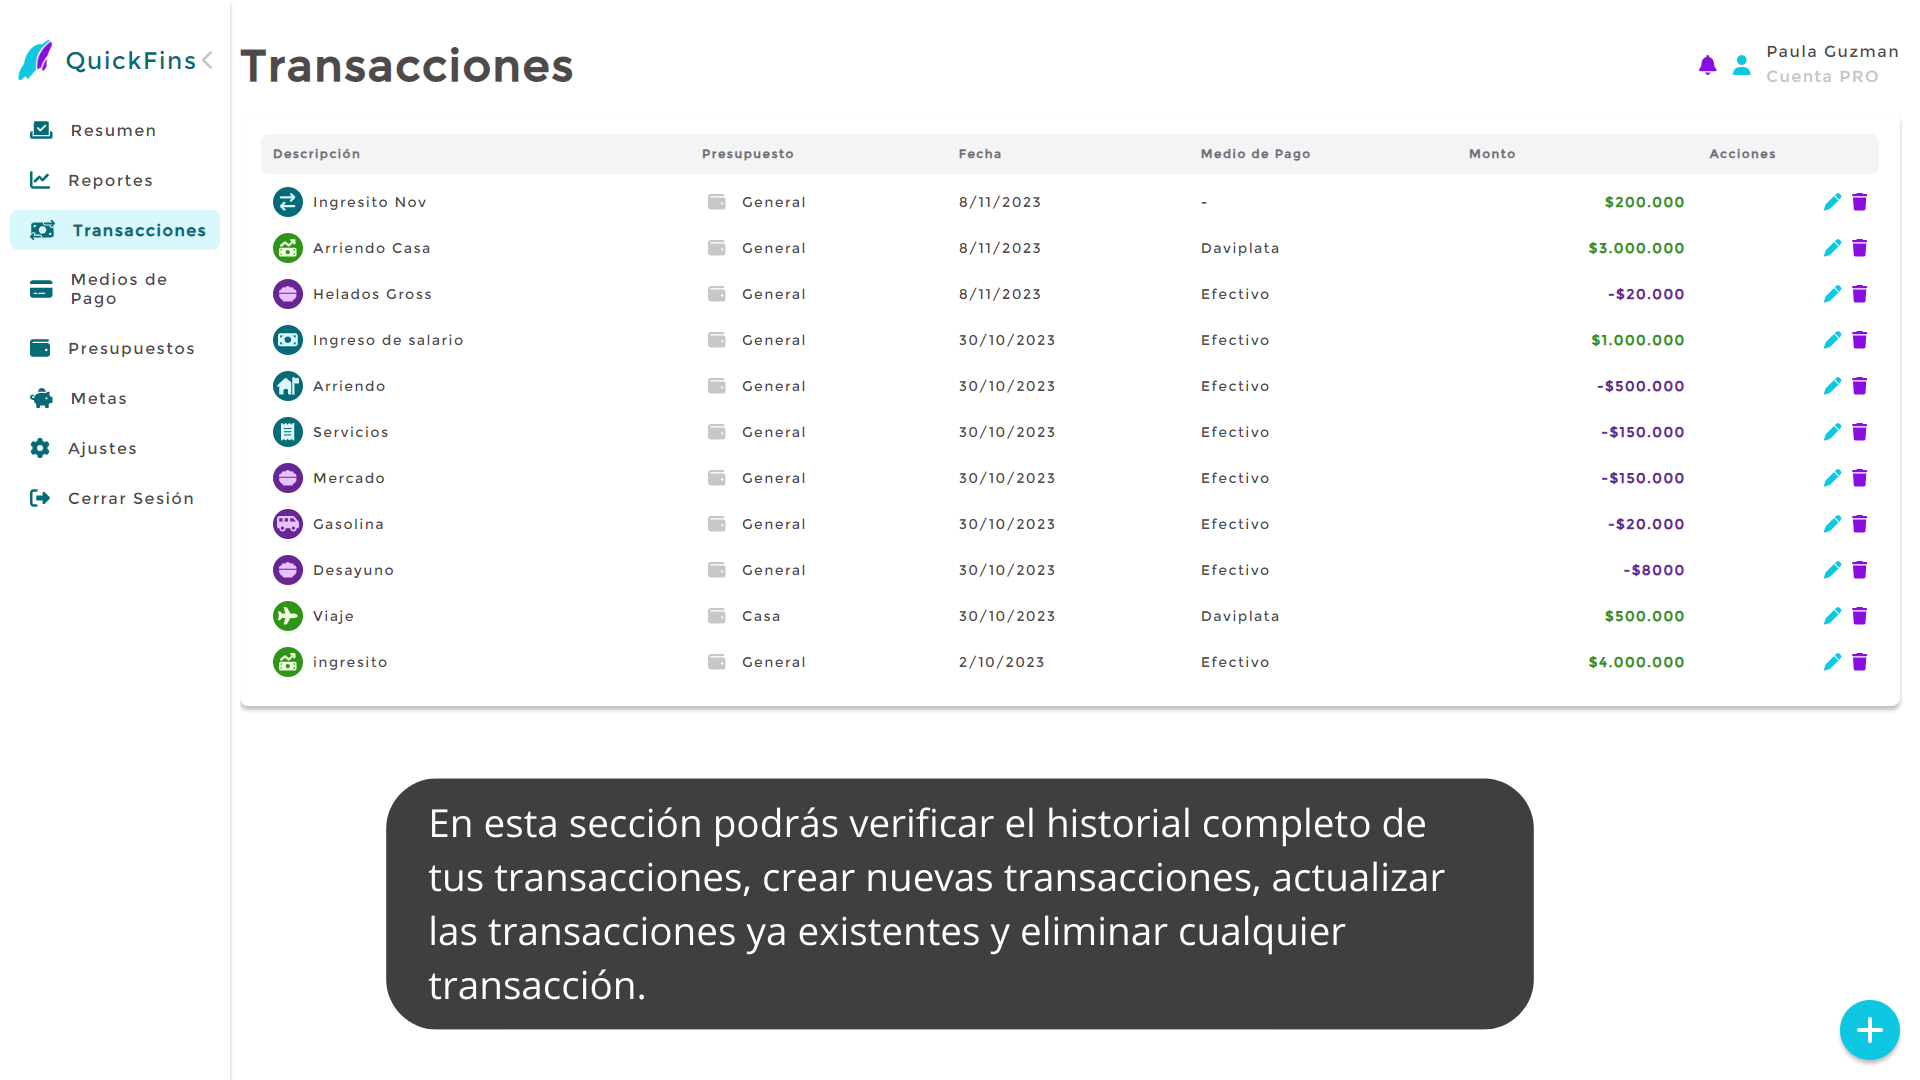 QuickFins
Transacciones
Paula Guzman
Cuenta PRO
Resumen
Reportes
Transacciones
Medios de
Pago
Presupuestos
Metas
Ajustes
Cerrar Sesión
Descripción Presupuesto Fecha Medio de Pago Monto Acciones
Ingresito Nov General 8/11/2023 - $200.000
Arriendo Casa General 8/11/2023 Daviplata $3.000.000
Helados Gross General 8/11/2023 Efectivo -$20.000
Ingreso de salario General 30/10/2023 Efectivo $1.000.000
Arriendo General 30/10/2023 Efectivo -$500.000
Servicios General 30/10/2023 Efectivo -$150.000
Mercado General 30/10/2023 Efectivo -$150.000
Gasolina General 30/10/2023 Efectivo -$20.000
Desayuno General 30/10/2023 Efectivo -$8000
Viaje Casa 30/10/2023 Daviplata $500.000
ingresito General 2/10/2023 Efectivo $4.000.000
En esta sección podrás verificar el historial completo de
tus transacciones, crear nuevas transacciones, actualizar
las transacciones ya existentes y eliminar cualquier
transacción.